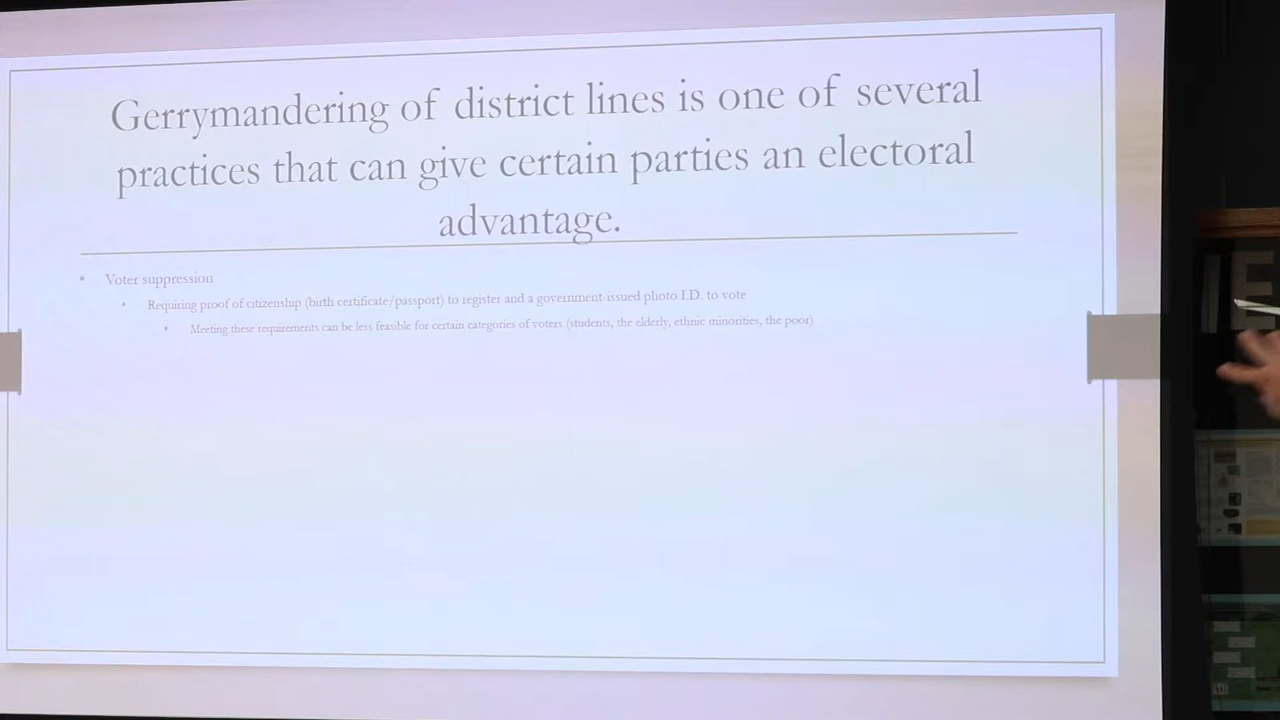 Gerrymandering of district lines is one of several
practices that can give certain parties an electoral
advantage.
• Voter suppression
• Requiring proof of citizenship (birth certificate/passport) to register and a government-issued photo I.D. to vote
• Meeting these requirements can be less feasible for certain categories of voters (students, the elderly, ethnic minorities, the poor)